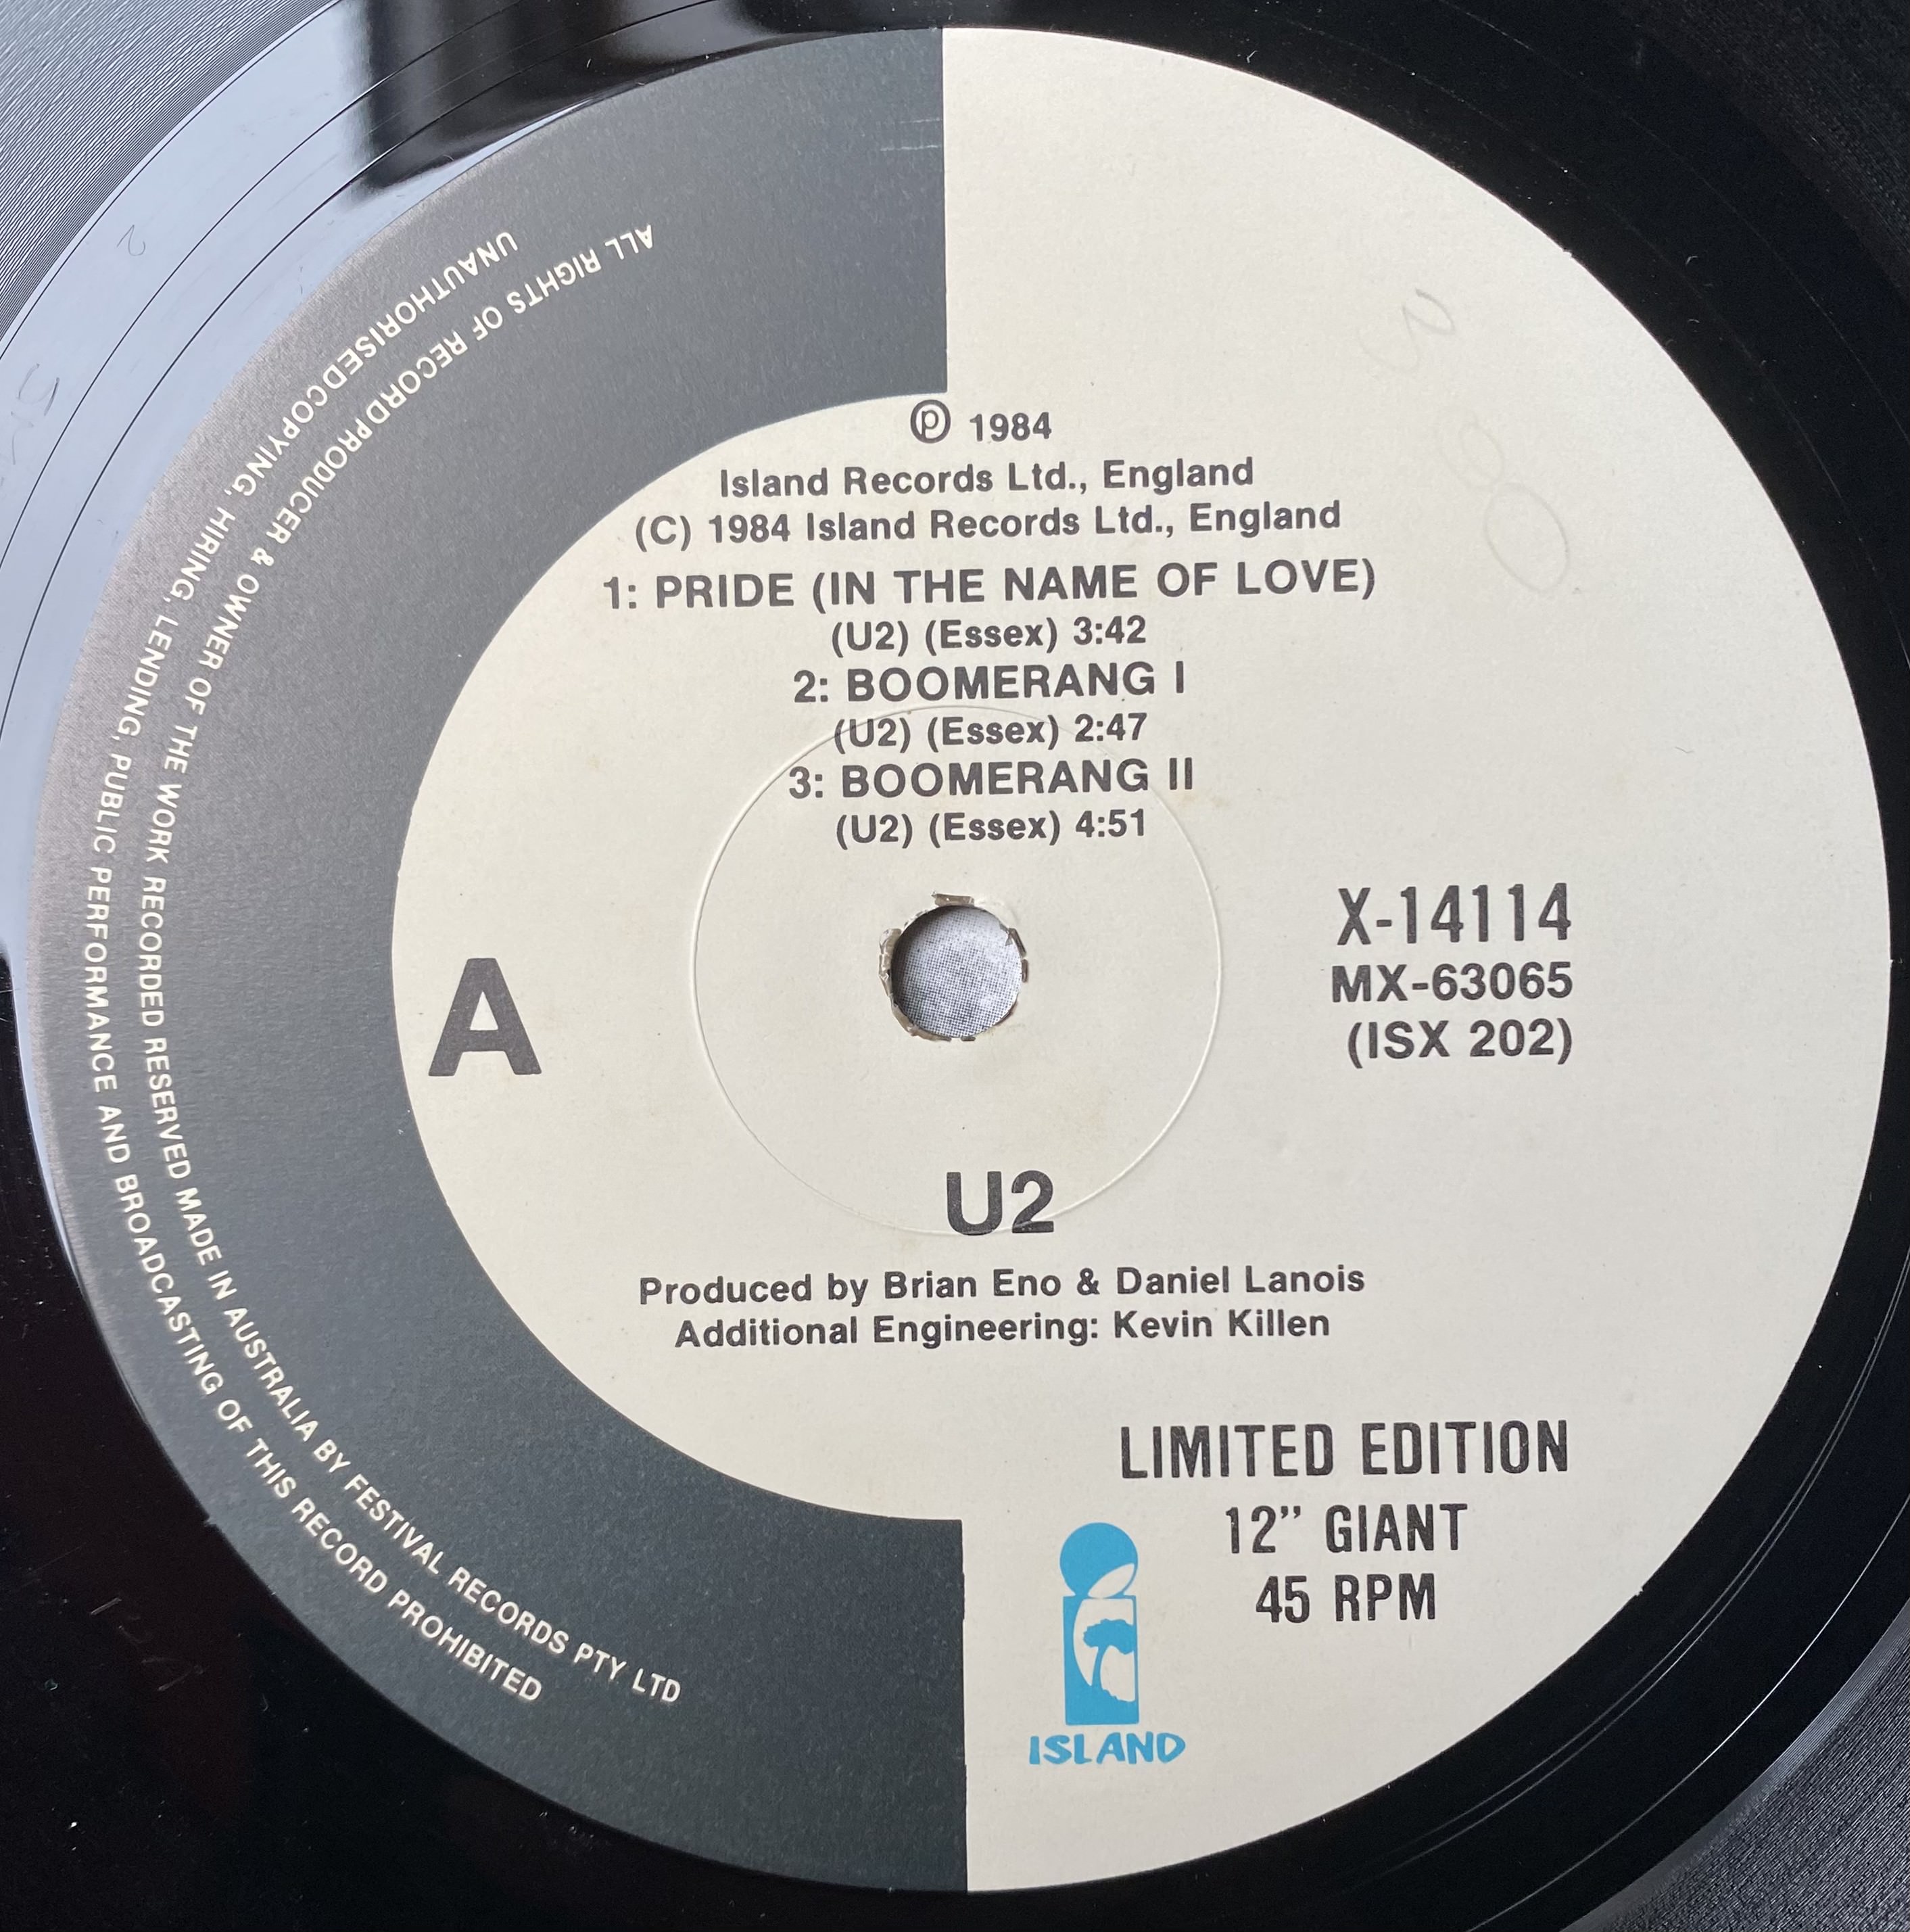 ℗ 1984
Island Records Ltd., England
(C) 1984 Island Records Ltd., England
1: PRIDE (IN THE NAME OF LOVE)
(U2) (Essex) 3:42
2: BOOMERANG I
(U2) (Essex) 2:47
3: BOOMERANG II
(U2) (Essex) 4:51
A
X-14114
MX-63065
(ISX 202)
U2
Produced by Brian Eno & Daniel Lanois
Additional Engineering: Kevin Killen
LIMITED EDITION
12” GIANT
45 RPM
ISLAND
ALL RIGHTS OF RECORD PRODUCER & OWNER OF THE WORK RECORDED RESERVED MADE IN AUSTRALIA BY FESTIVAL RECORDS PTY LTD
UNAUTHORISED COPYING, HIRING, LENDING, PUBLIC PERFORMANCE AND BROADCASTING OF THIS RECORD PROHIBITED